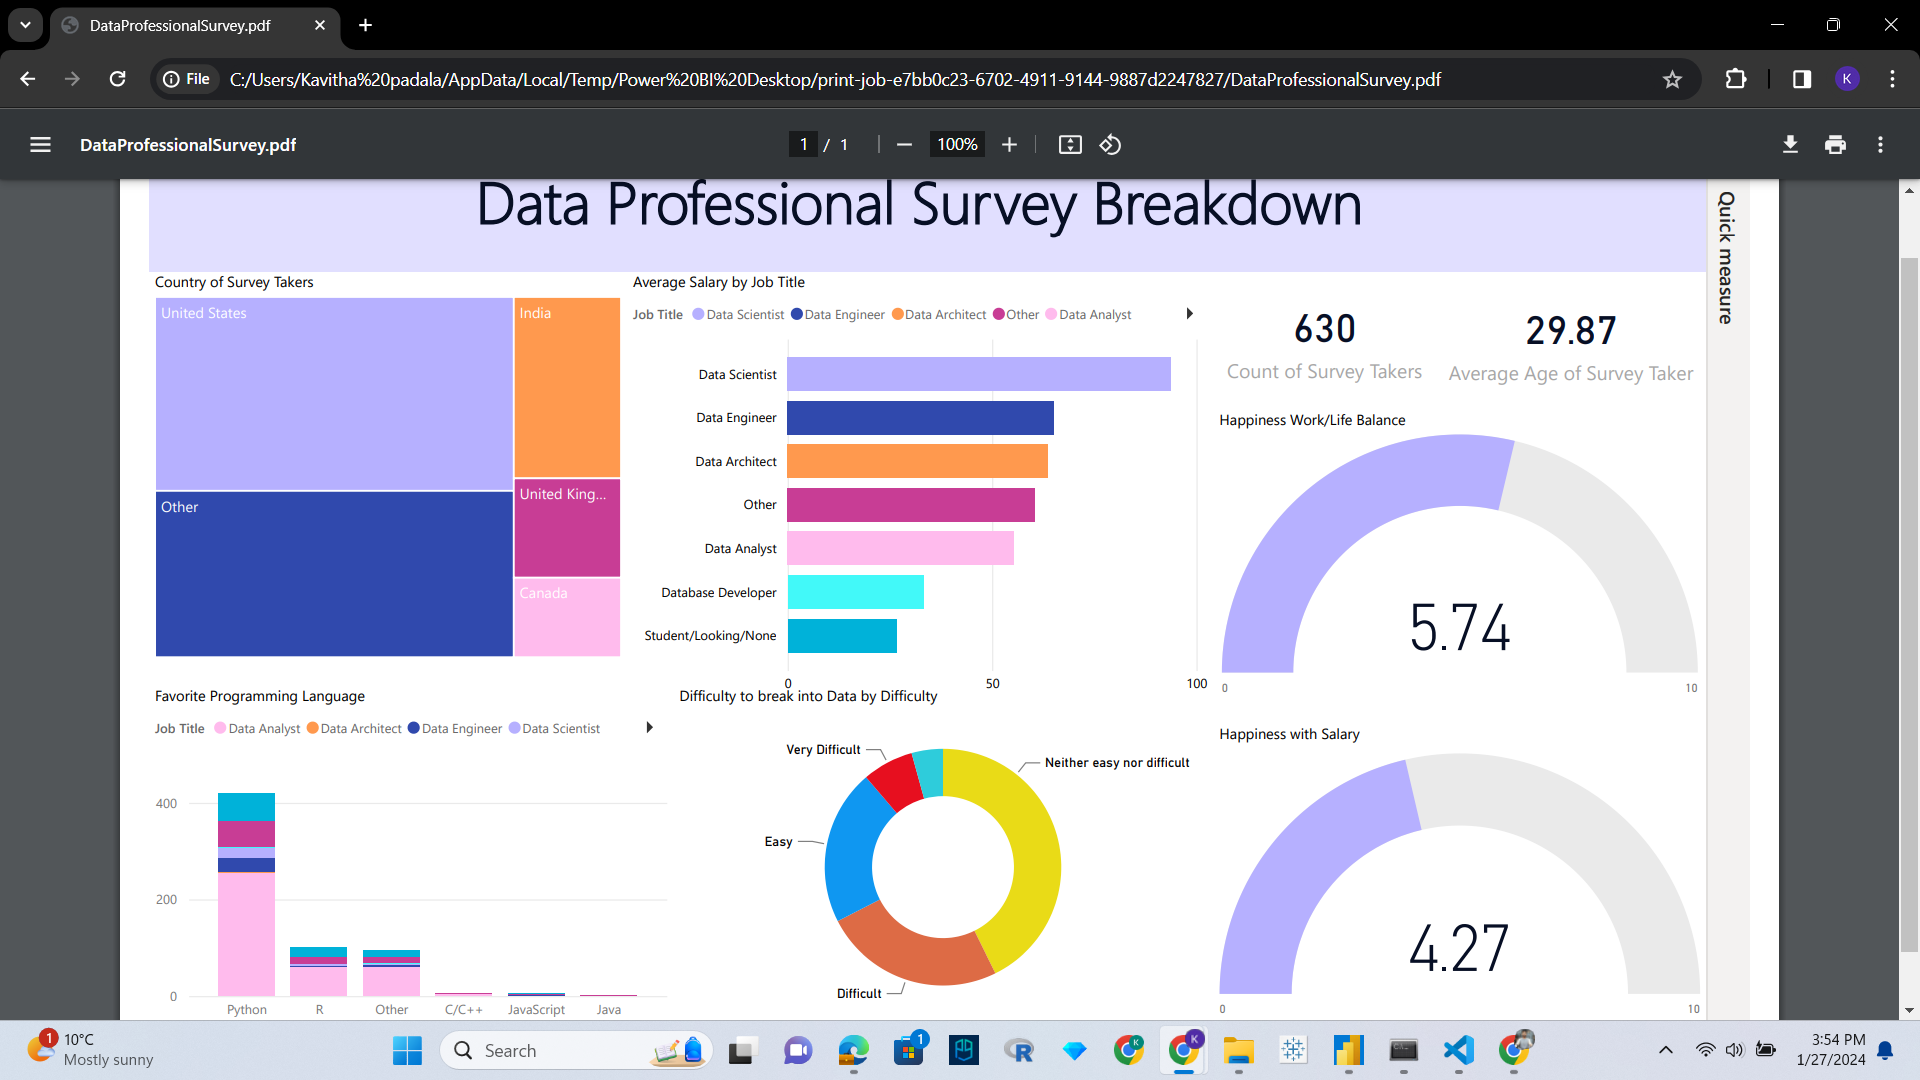 DataProfessionalSurvey.pdf
File
C:/Users/Kavitha%20padala/AppData/Local/Temp/Power%20BI%20Desktop/print-job-e7bb0c23-6702-4911-9144-9887d2247827/DataProfessionalSurvey.pdf
K
DataProfessionalSurvey.pdf
1 / 1
100%
Data Professional Survey Breakdown
Quick measure
Country of Survey Takers
United States
India
Other
United King...
Canada
Average Salary by Job Title
Job Title Data Scientist Data Engineer Data Architect Other Data Analyst
Data Scientist
Data Engineer
Data Architect
Other
Data Analyst
Database Developer
Student/Looking/None
0 50 100
630
Count of Survey Takers
29.87
Average Age of Survey Taker
Happiness Work/Life Balance
5.74
0 10
Favorite Programming Language
Job Title Data Analyst Data Architect Data Engineer Data Scientist
400
200
0
Python R Other C/C++ JavaScript Java
Difficulty to break into Data by Difficulty
Very Difficult
Neither easy nor difficult
Easy
Difficult
Happiness with Salary
4.27
0 10
1
10°C
Mostly sunny
Search
1
K
K
3:54 PM
1/27/2024